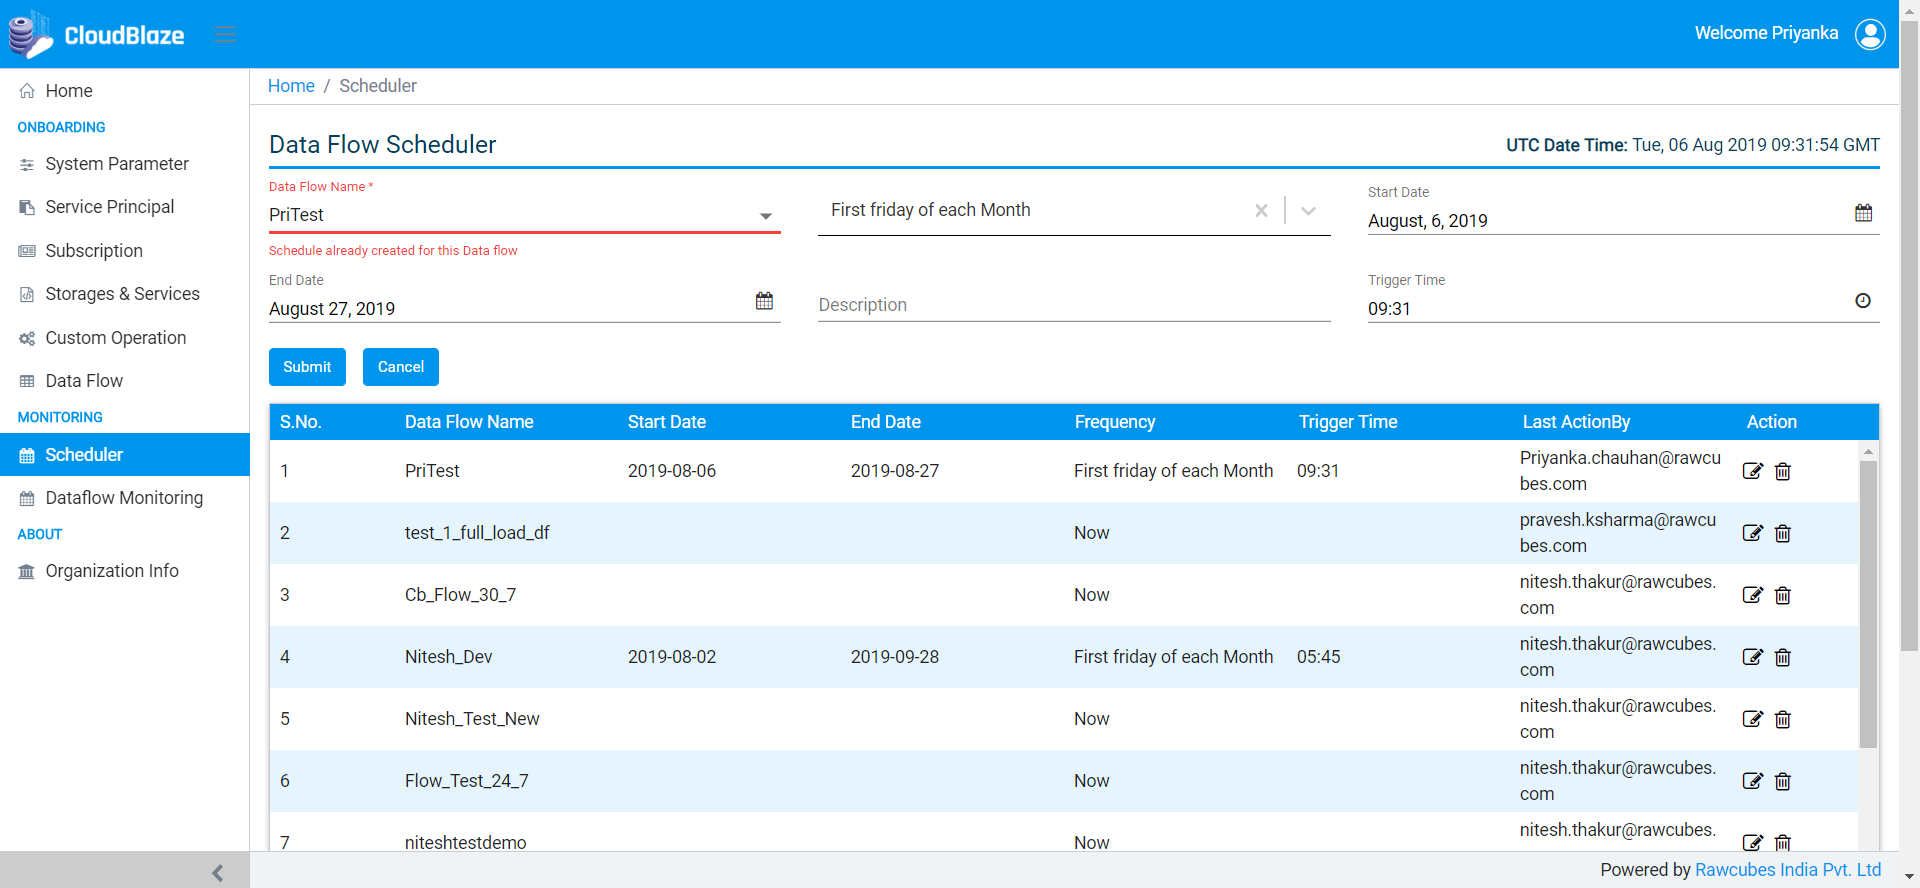 CloudBlaze
Welcome Priyanka
Home
ONBOARDING
System Parameter
Service Principal
Subscription
Storages & Services
Custom Operation
Data Flow
MONITORING
Scheduler
Dataflow Monitoring
ABOUT
Organization Info
Home / Scheduler
Data Flow Scheduler
UTC Date Time: Tue, 06 Aug 2019 09:31:54 GMT
Data Flow Name *
PriTest
Schedule already created for this Data flow
First friday of each Month
Start Date
August, 6, 2019
End Date
August 27, 2019
Description
Trigger Time
09:31
Submit
Cancel
S.No. Data Flow Name Start Date End Date Frequency Trigger Time Last ActionBy Action
1 PriTest 2019-08-06 2019-08-27 First friday of each Month 09:31 Priyanka.chauhan@rawcu
bes.com
2 test_1_full_load_df Now pravesh.ksharma@rawcu
bes.com
3 Cb_Flow_30_7 Now nitesh.thakur@rawcubes.
com
4 Nitesh_Dev 2019-08-02 2019-09-28 First friday of each Month 05:45 nitesh.thakur@rawcubes.
com
5 Nitesh_Test_New Now nitesh.thakur@rawcubes.
com
6 Flow_Test_24_7 Now nitesh.thakur@rawcubes.
com
7 niteshtestdemo Now nitesh.thakur@rawcubes.
Powered by Rawcubes India Pvt. Ltd